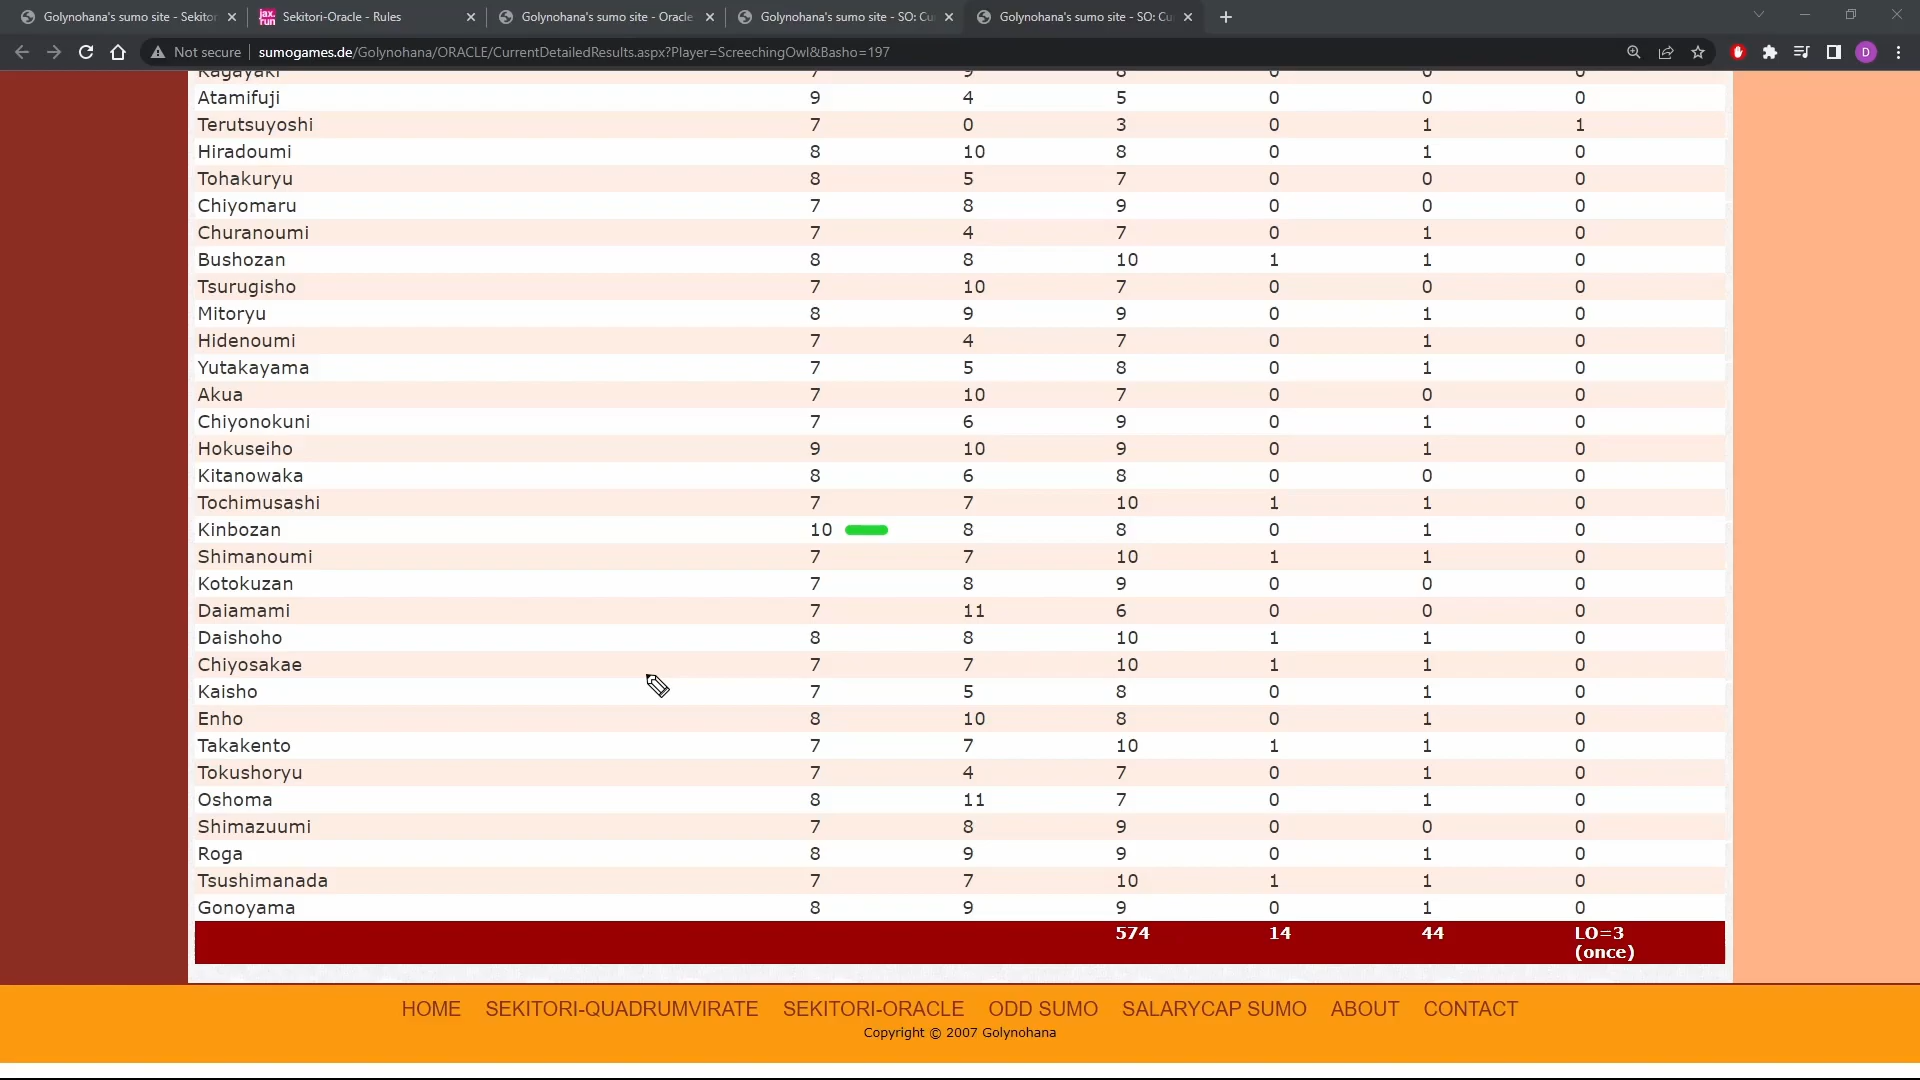 Golynohana's sumo site - Sekitor
Sekitori-Oracle - Rules
Golynohana's sumo site - Oracle
Golynohana's sumo site - SO: Cu
Golynohana's sumo site - SO: Cu
Not secure sumogames.de/Golynohana/ORACLE/CurrentDetailedResults.aspx?Player=ScreechingOwl&Basho=197 D
Kagayaki 7 9 8 0 0 0
Atamifuji 9 4 5 0 0 0
Terutsuyoshi 7 0 3 0 1 1
Hiradoumi 8 10 8 0 1 0
Tohakuryu 8 5 7 0 0 0
Chiyomaru 7 8 9 0 0 0
Churanoumi 7 4 7 0 1 0
Bushozan 8 8 10 1 1 0
Tsurugisho 7 10 7 0 0 0
Mitoryu 8 9 9 0 1 0
Hidenoumi 7 4 7 0 1 0
Yutakayama 7 5 8 0 1 0
Akua 7 10 7 0 0 0
Chiyonokuni 7 6 9 0 1 0
Hokuseiho 9 10 9 0 1 0
Kitanowaka 8 6 8 0 0 0
Tochimusashi 7 7 10 1 1 0
Kinbozan 10 8 8 0 1 0
Shimanoumi 7 7 10 1 1 0
Kotokuzan 7 8 9 0 0 0
Daiamami 7 11 6 0 0 0
Daishoho 8 8 10 1 1 0
Chiyosakae 7 7 10 1 1 0
Kaisho 7 5 8 0 1 0
Enho 8 10 8 0 1 0
Takakento 7 7 10 1 1 0
Tokushoryu 7 4 7 0 1 0
Oshoma 8 11 7 0 1 0
Shimazuumi 7 8 9 0 0 0
Roga 8 9 9 0 1 0
Tsushimanada 7 7 10 1 1 0
Gonoyama 8 9 9 0 1 0
574 14 44 LO=3
(once)
HOME SEKITORI-QUADRUMVIRATE SEKITORI-ORACLE ODD SUMO SALARYCAP SUMO ABOUT CONTACT
Copyright © 2007 Golynohana